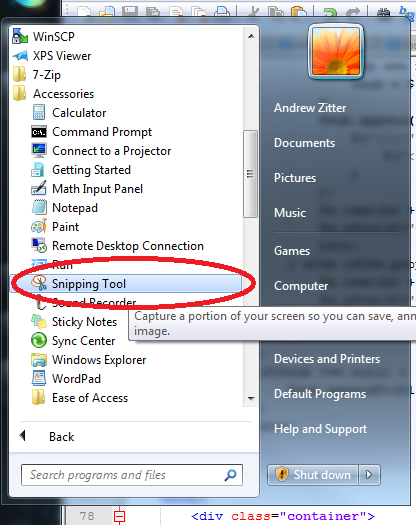 WinSCP
XPS Viewer
7-Zip
Accessories
Calculator
Command Prompt
Connect to a Projector
Getting Started
Math Input Panel
Notepad
Paint
Remote Desktop Connection
Run
Snipping Tool
Sound Recorder
Sticky Notes
Sync Center
Windows Explorer
WordPad
Ease of Access
Back
Search programs and files
Andrew Zitter
Documents
Pictures
Music
Games
Computer
Capture a portion of your screen so you can save, ann
image.
Devices and Printers
Default Programs
Help and Support
Shut down
78 <div class="container">